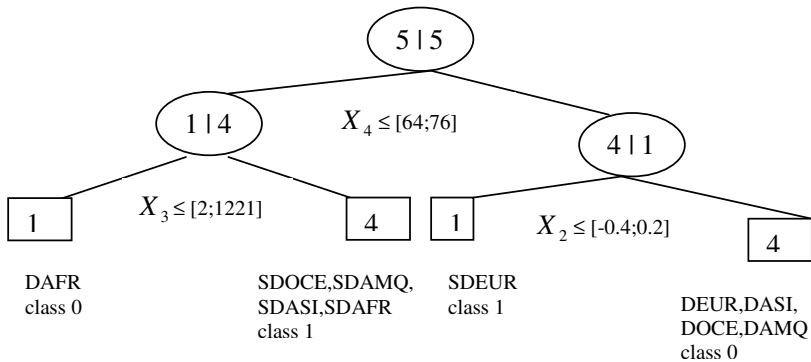 5 | 5
1 | 4
X₄ ≤ [64;76]
4 | 1
1
X₃ ≤ [2;1221]
4
1
X₂ ≤ [-0.4;0.2]
4
DAFR
class 0
SDOCE,SDAMQ,
SDASI,SDAFR
class 1
SDEUR
class 1
DEUR,DASI,
DOCE,DAMQ
class 0